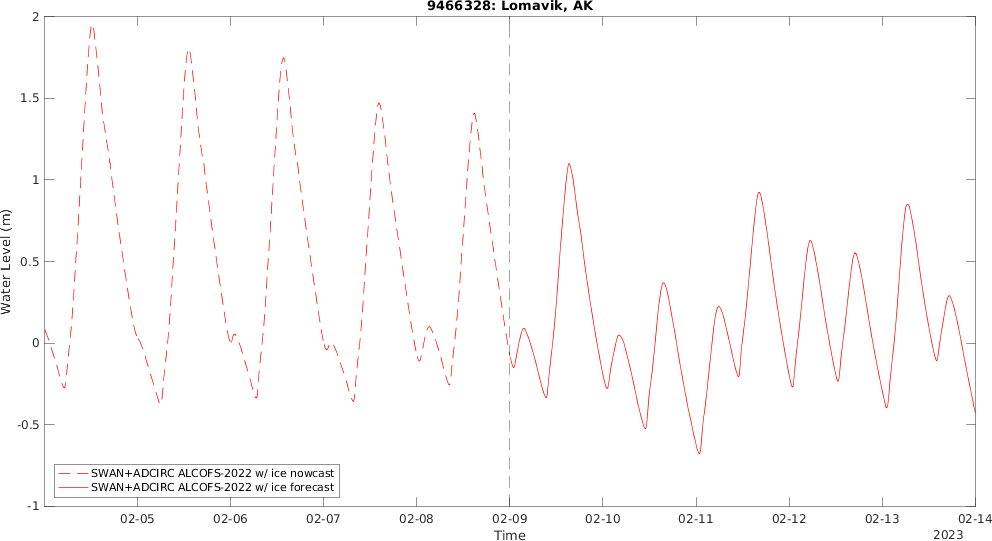 9466328: Lomavik, AK
Water Level (m)
2
1.5
1
0.5
0
-0.5
-1
SWAN+ADCIRC ALCOFS-2022 w/ ice nowcast
SWAN+ADCIRC ALCOFS-2022 w/ ice forecast
02-05 02-06 02-07 02-08 02-09 02-10 02-11 02-12 02-13 02-14
Time
2023